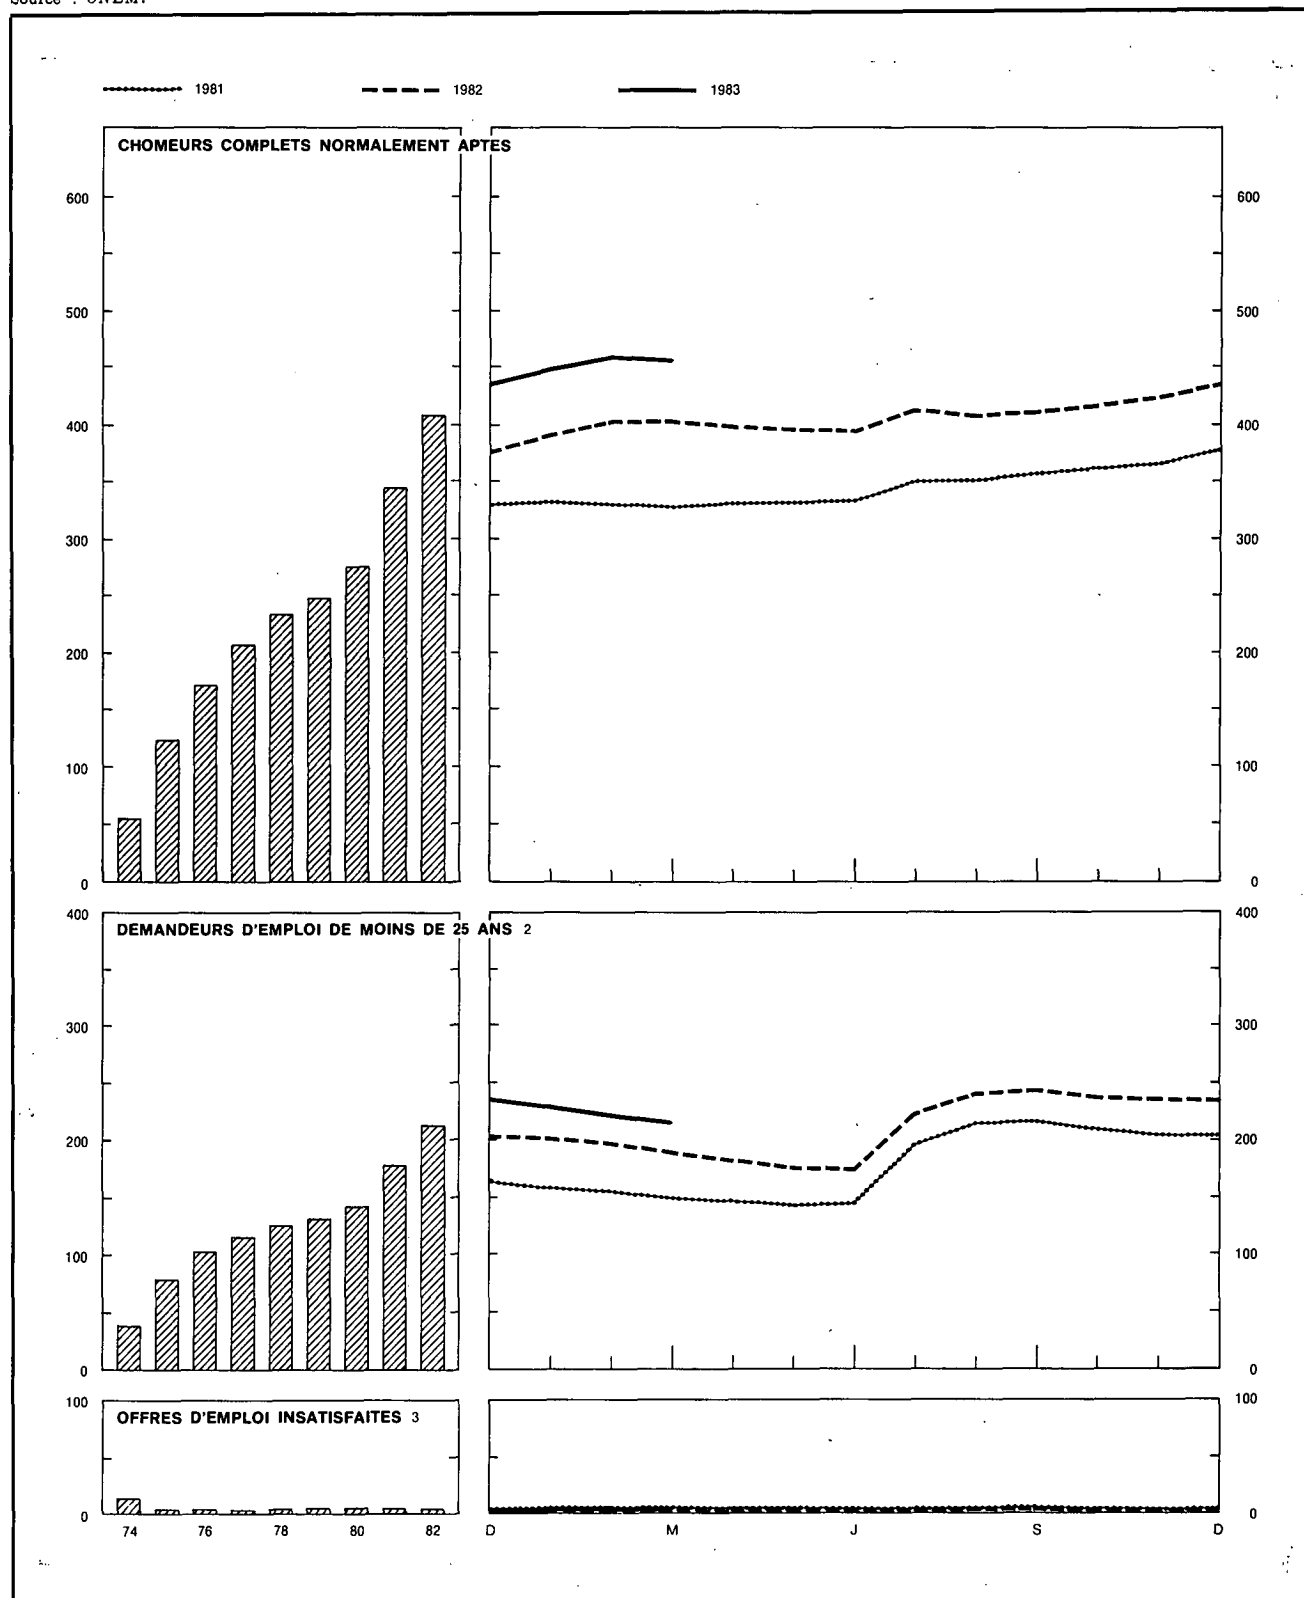 Source : ONEM.
1981 1982 1983
CHOMEURS COMPLETS NORMALEMENT APTES
600 600
500 500
400 400
300 300
200 200
100 100
0 0
400 400
DEMANDEURS D'EMPLOI DE MOINS DE 25 ANS 2
300 300
200 200
100 100
0 0
100 100
OFFRES D'EMPLOI INSATISFAITES 3
0 0
74 76 78 80 82 D M J S D